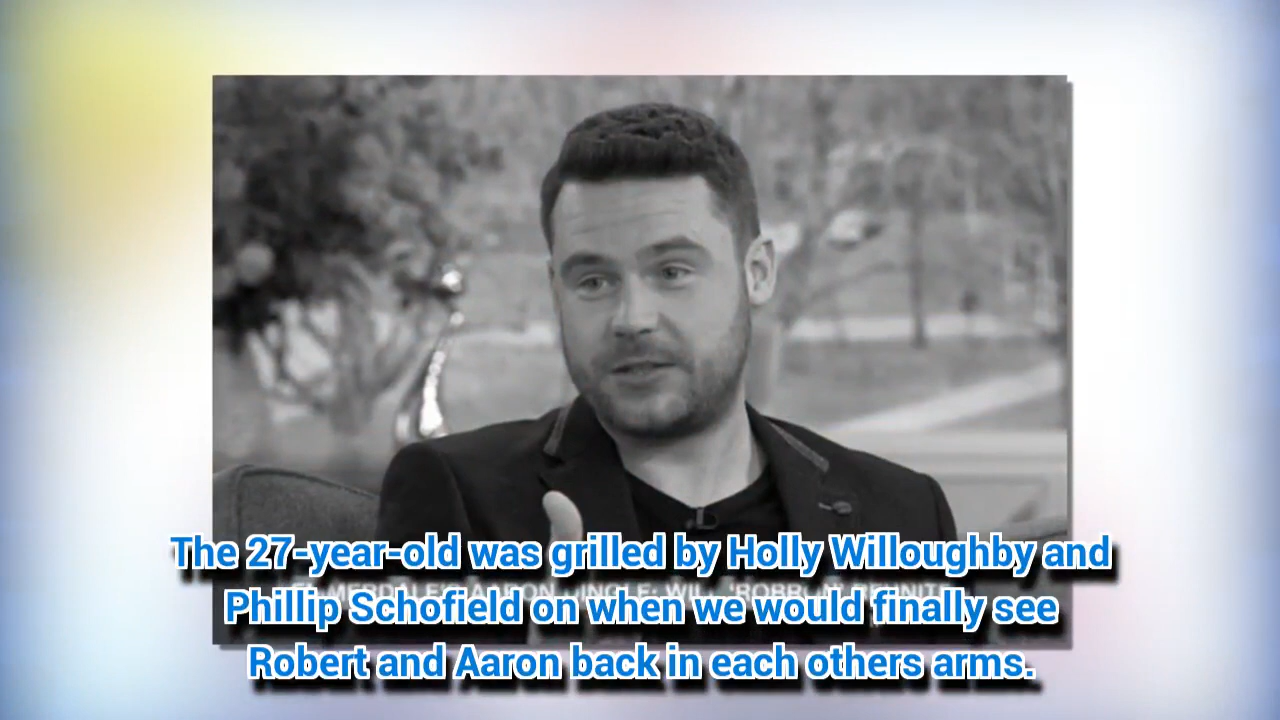 The 27-year-old was grilled by Holly Willoughby and
Phillip Schofield on when we would finally see
Robert and Aaron back in each others arms.